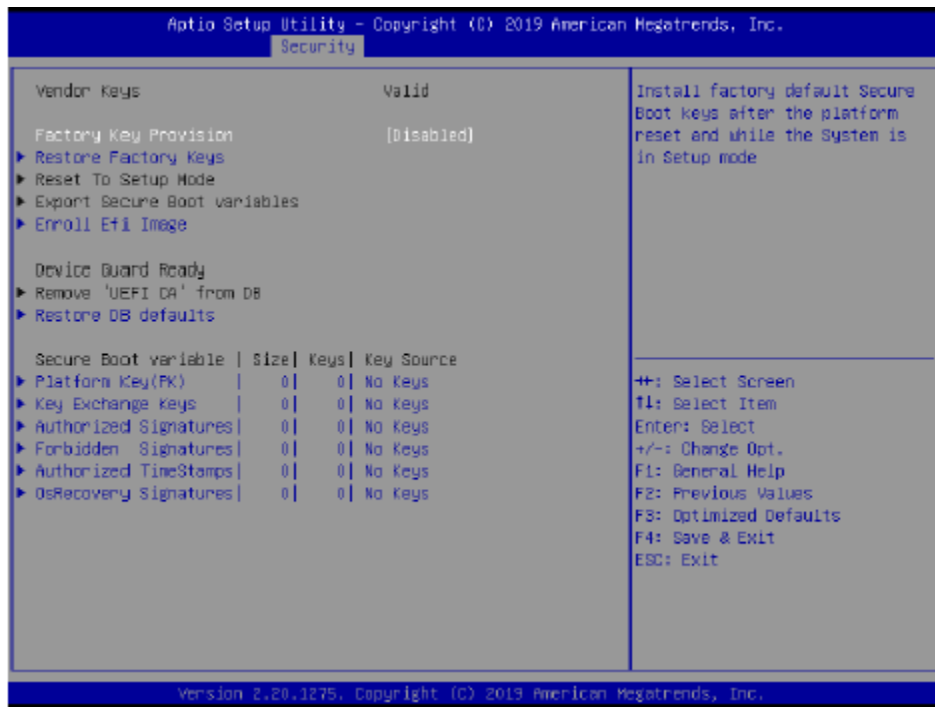 Aptio Setup Utility - Copyright (C) 2019 American Megatrends, Inc.
Security
Vendor Keys Valid
Factory Key Provision [Disabled]
Restore Factory Keys
Reset To Setup Mode
Export Secure Boot variables
Enroll Efi Image
Device Guard Ready
Remove 'UEFI CA' from DB
Restore DB defaults
Secure Boot variable | Size| Keys| Key Source
Platform Key(PK) | 0| 0| No Keys
Key Exchange Keys | 0| 0| No Keys
Authorized Signatures| 0| 0| No Keys
Forbidden Signatures| 0| 0| No Keys
Authorized TimeStamps| 0| 0| No Keys
OsRecovery Signatures| 0| 0| No Keys
Install factory default Secure
Boot keys after the platform
reset and while the System is
in Setup mode
→←: Select Screen
↑↓: Select Item
Enter: Select
+/-: Change Opt.
F1: General Help
F2: Previous Values
F3: Optimized Defaults
F4: Save & Exit
ESC: Exit
Version 2.20.1275. Copyright (C) 2019 American Megatrends, Inc.